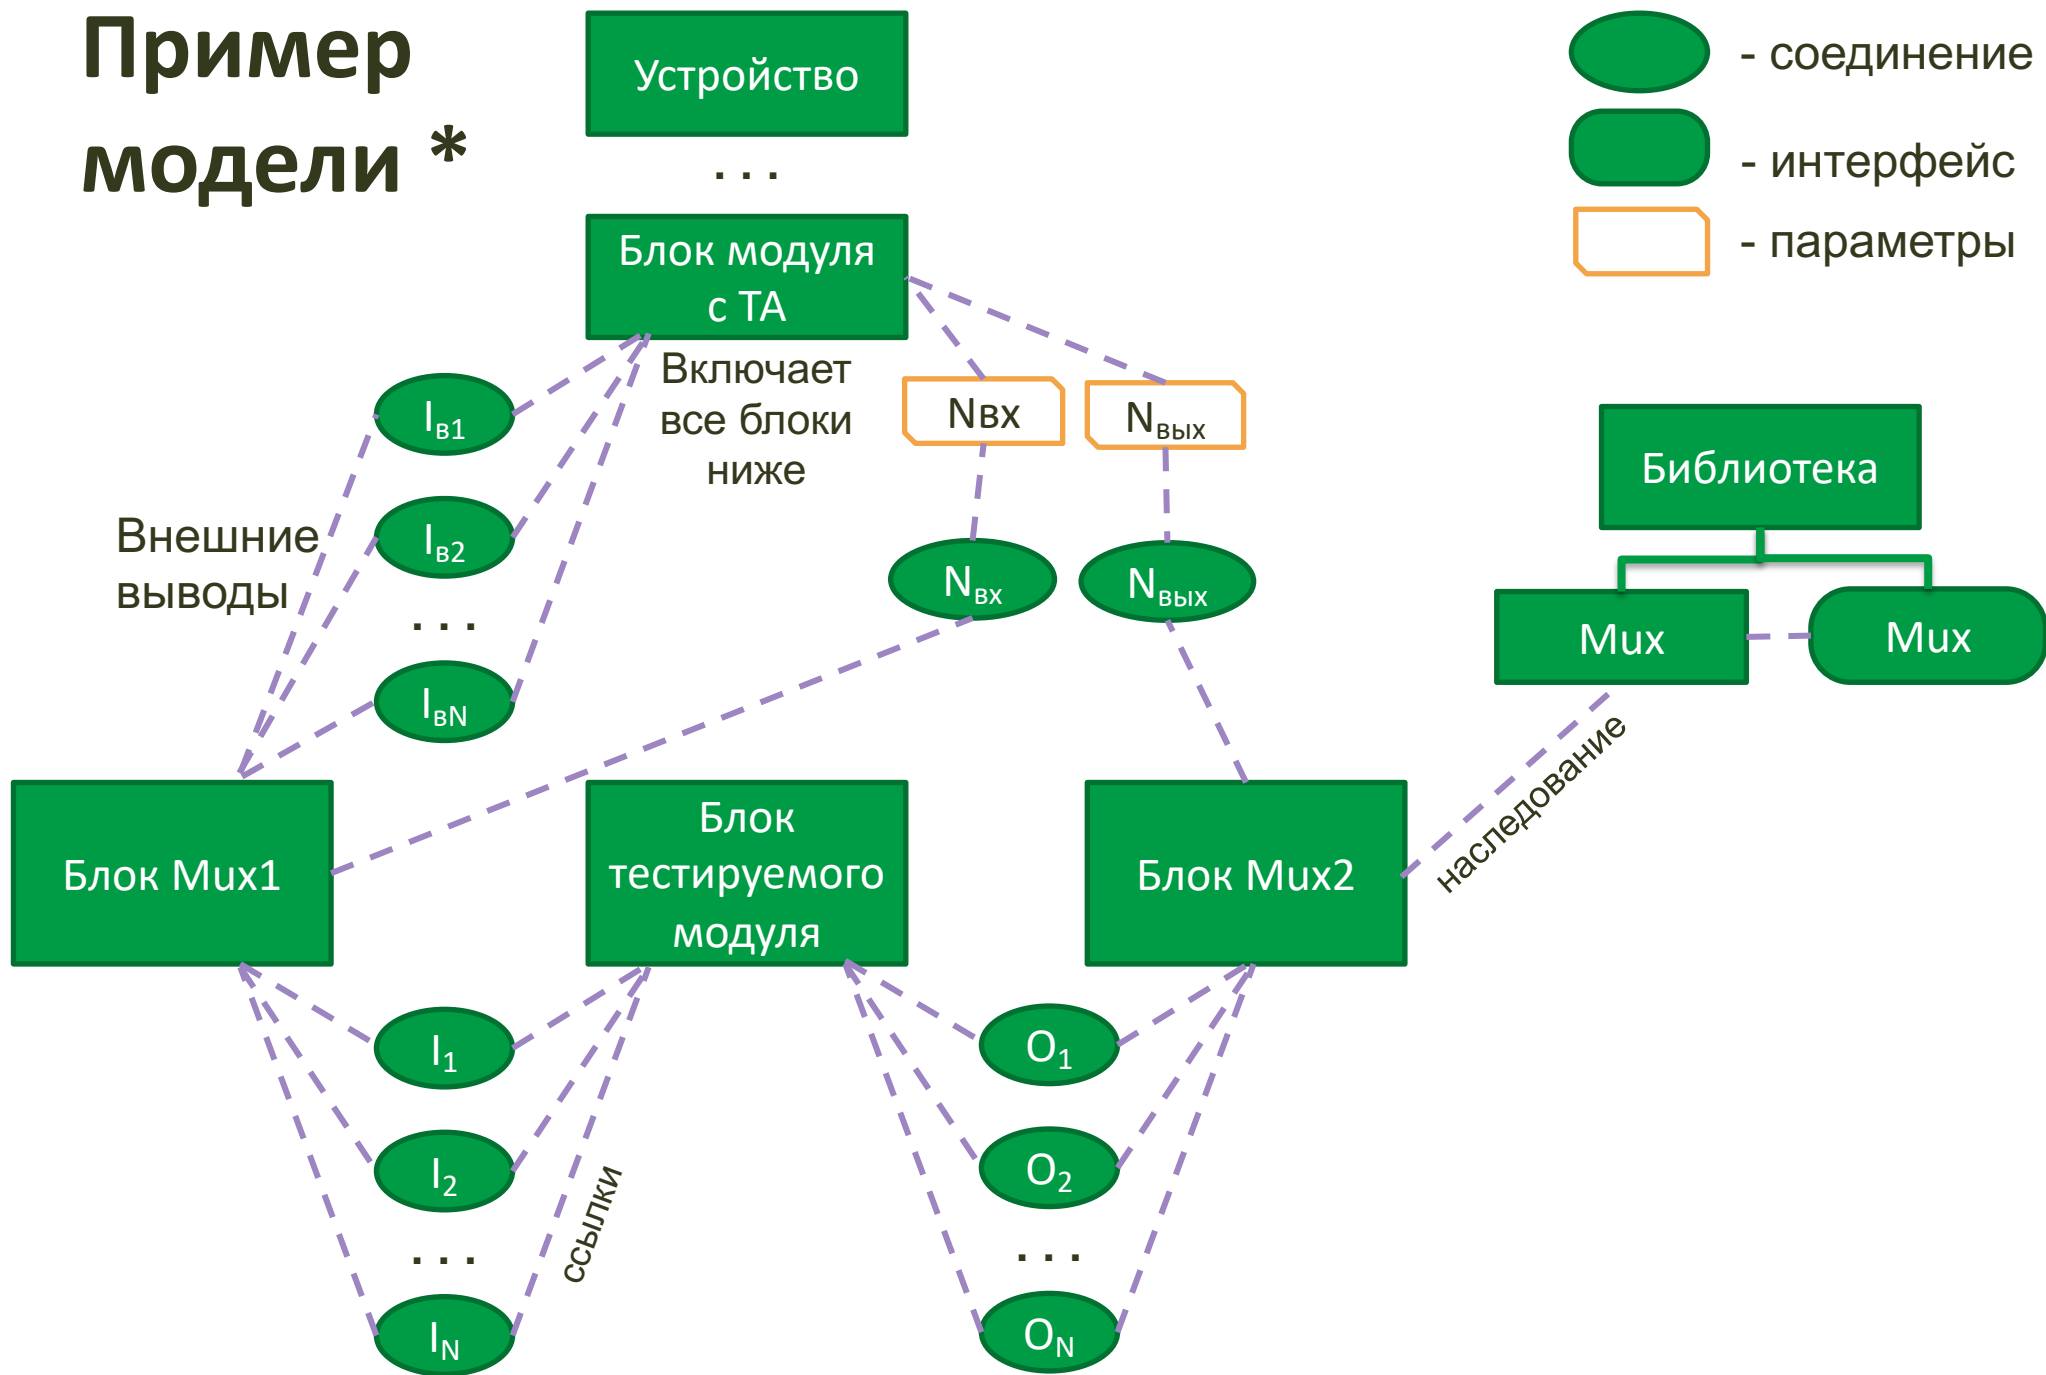 Пример
модели *
Устройство
. . .
- соединение
- интерфейс
- параметры
Блок модуля
с ТА
Включает
все блоки
ниже
Nвх
Nвых
Iв1
Iв2
. . .
IвN
Внешние
выводы
Nвх
Nвых
Библиотека
Mux
Mux
наследование
Блок Mux1
Блок
тестируемого
модуля
Блок Mux2
I1
I2
. . .
IN
ссылки
O1
O2
. . .
ON